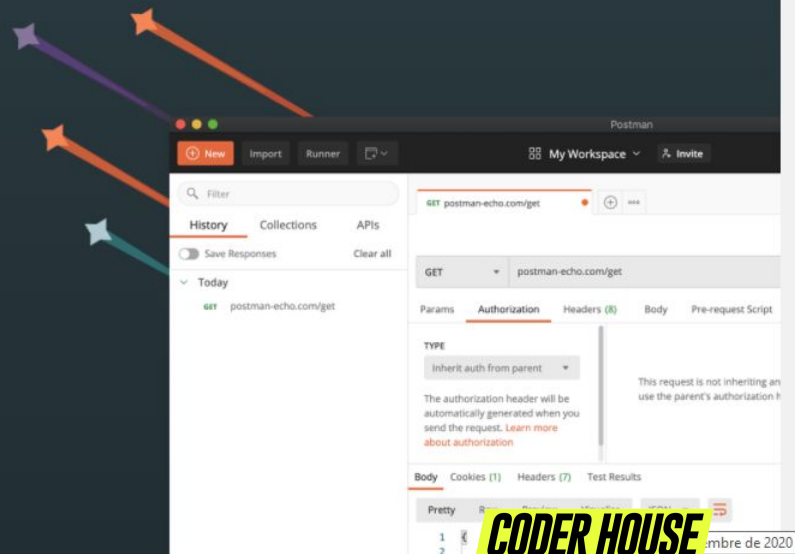 Postman
New Import Runner My Workspace Invite
Filter
History Collections APIs
Save Responses Clear all
Today
GET postman-echo.com/get
GET postman-echo.com/get
GET postman-echo.com/get
Params Authorization Headers (8) Body Pre-request Script
TYPE
Inherit auth from parent
The authorization header will be
automatically generated when you
send the request. Learn more
about authorization
This request is not inheriting an
use the parent's authorization h
Body Cookies (1) Headers (7) Test Results
Pretty
1 {
2
CODER HOUSE
embre de 2020